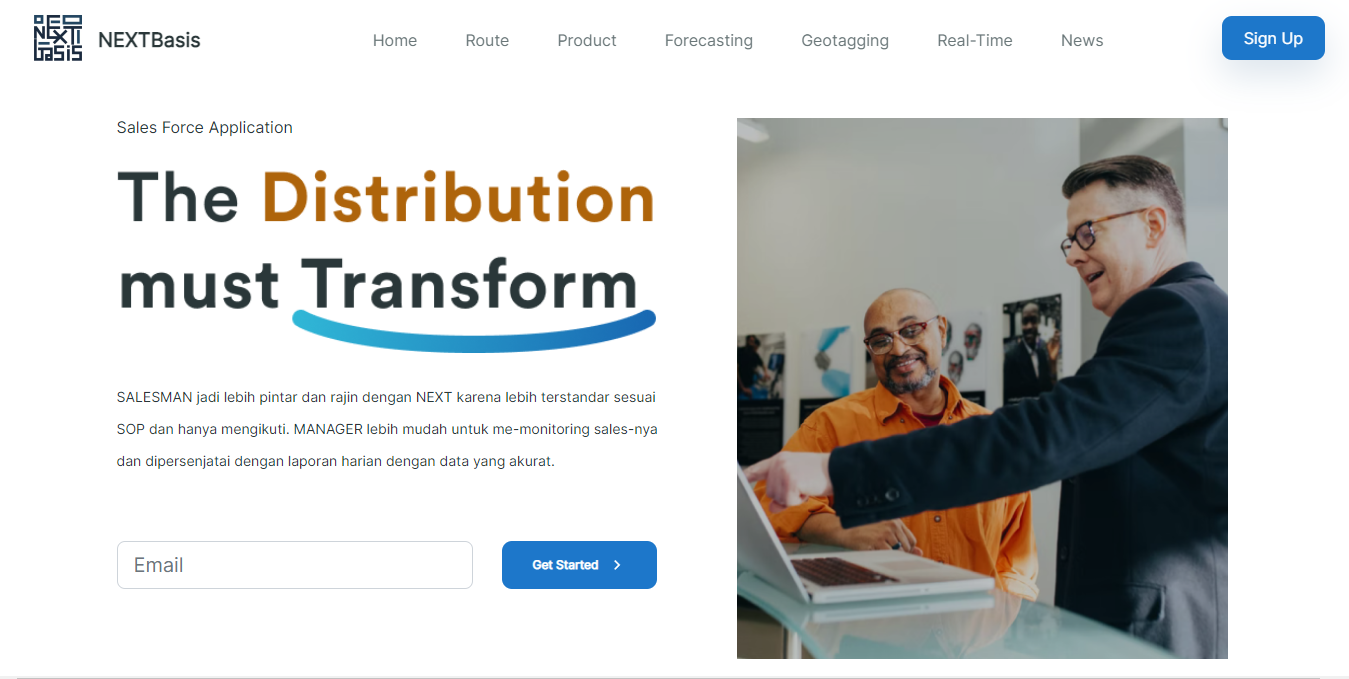 NEXT
BASIS
NEXTBasis
Home
Route
Product
Forecasting
Geotagging
Real-Time
News
Sign Up
Sales Force Application
The Distribution
must Transform
SALESMAN jadi lebih pintar dan rajin dengan NEXT karena lebih terstandar sesuai
SOP dan hanya mengikuti. MANAGER lebih mudah untuk me-monitoring sales-nya
dan dipersenjatai dengan laporan harian dengan data yang akurat.
Email
Get Started